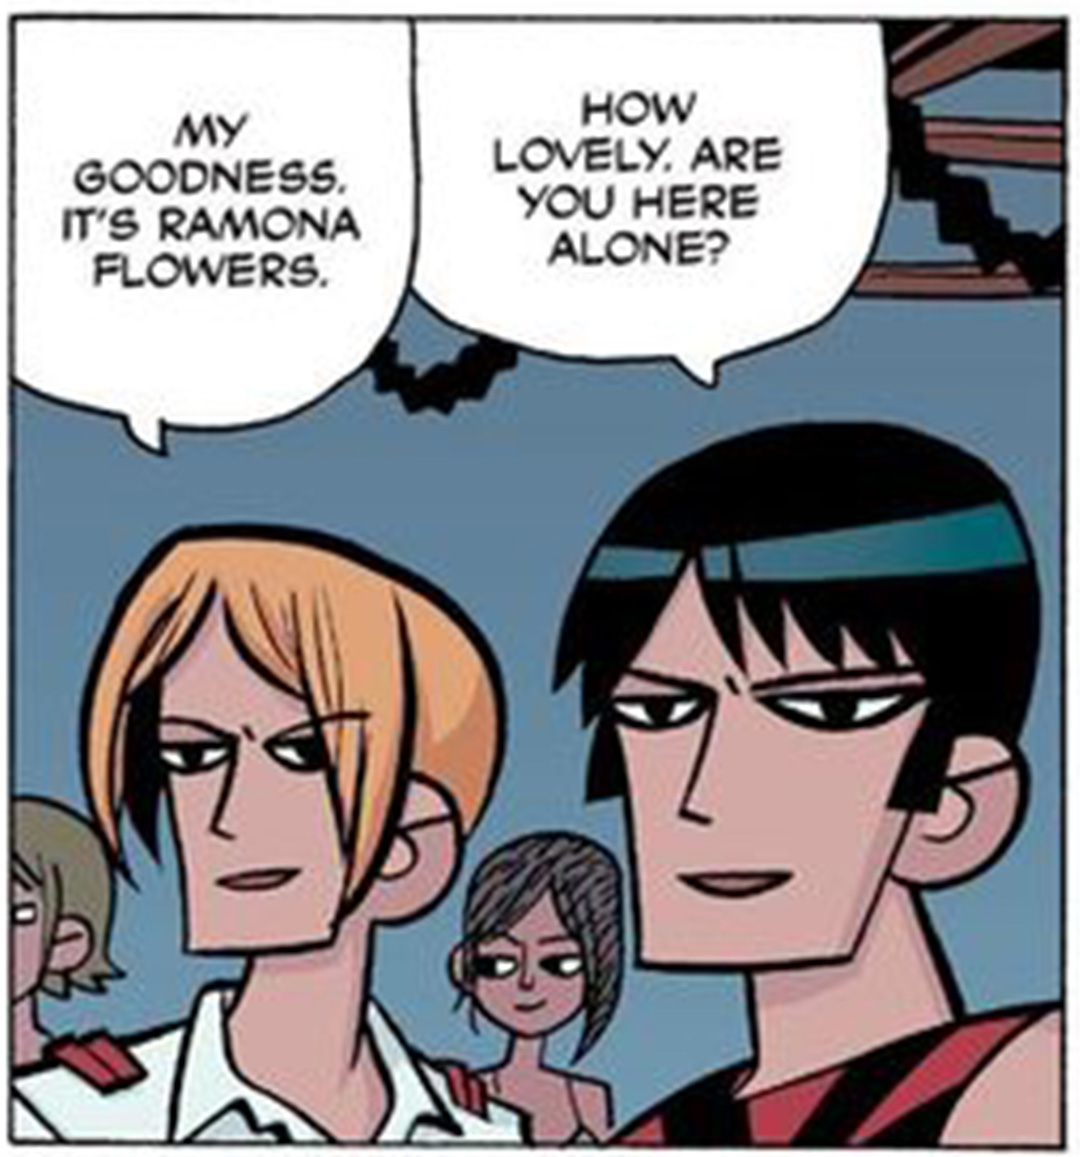 MY
GOODNESS.
IT'S RAMONA
FLOWERS.
HOW
LOVELY. ARE
YOU HERE
ALONE?